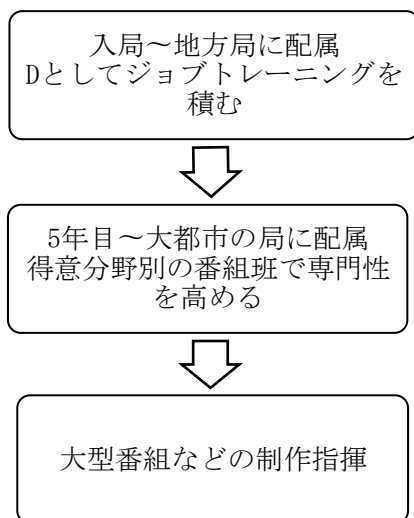 入局～地方局に配属
Dとしてジョブトレーニングを
積む
5年目～大都市の局に配属
得意分野別の番組班で専門性
を高める
大型番組などの制作指揮